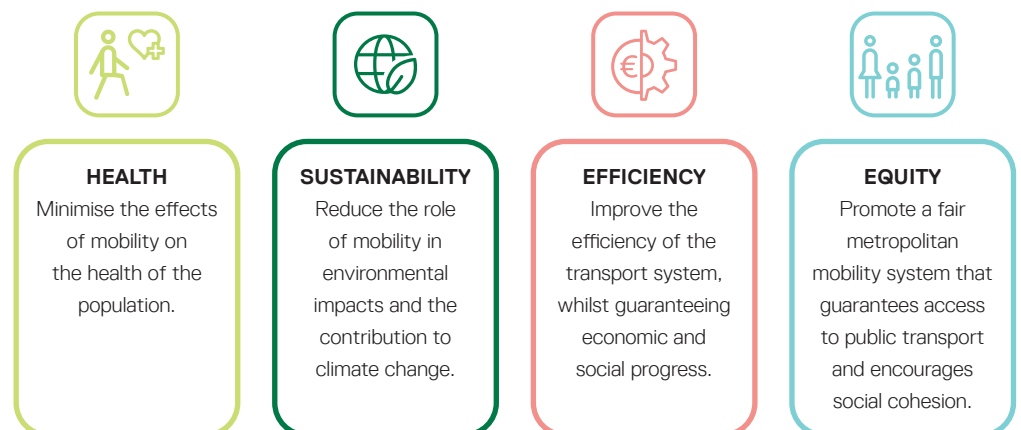 HEALTH
Minimise the effects
of mobility on
the health of the
population.
SUSTAINABILITY
Reduce the role
of mobility in
environmental
impacts and the
contribution to
climate change.
€
EFFICIENCY
Improve the
efficiency of the
transport system,
whilst guaranteeing
economic and
social progress.
EQUITY
Promote a fair
metropolitan
mobility system that
guarantees access
to public transport
and encourages
social cohesion.